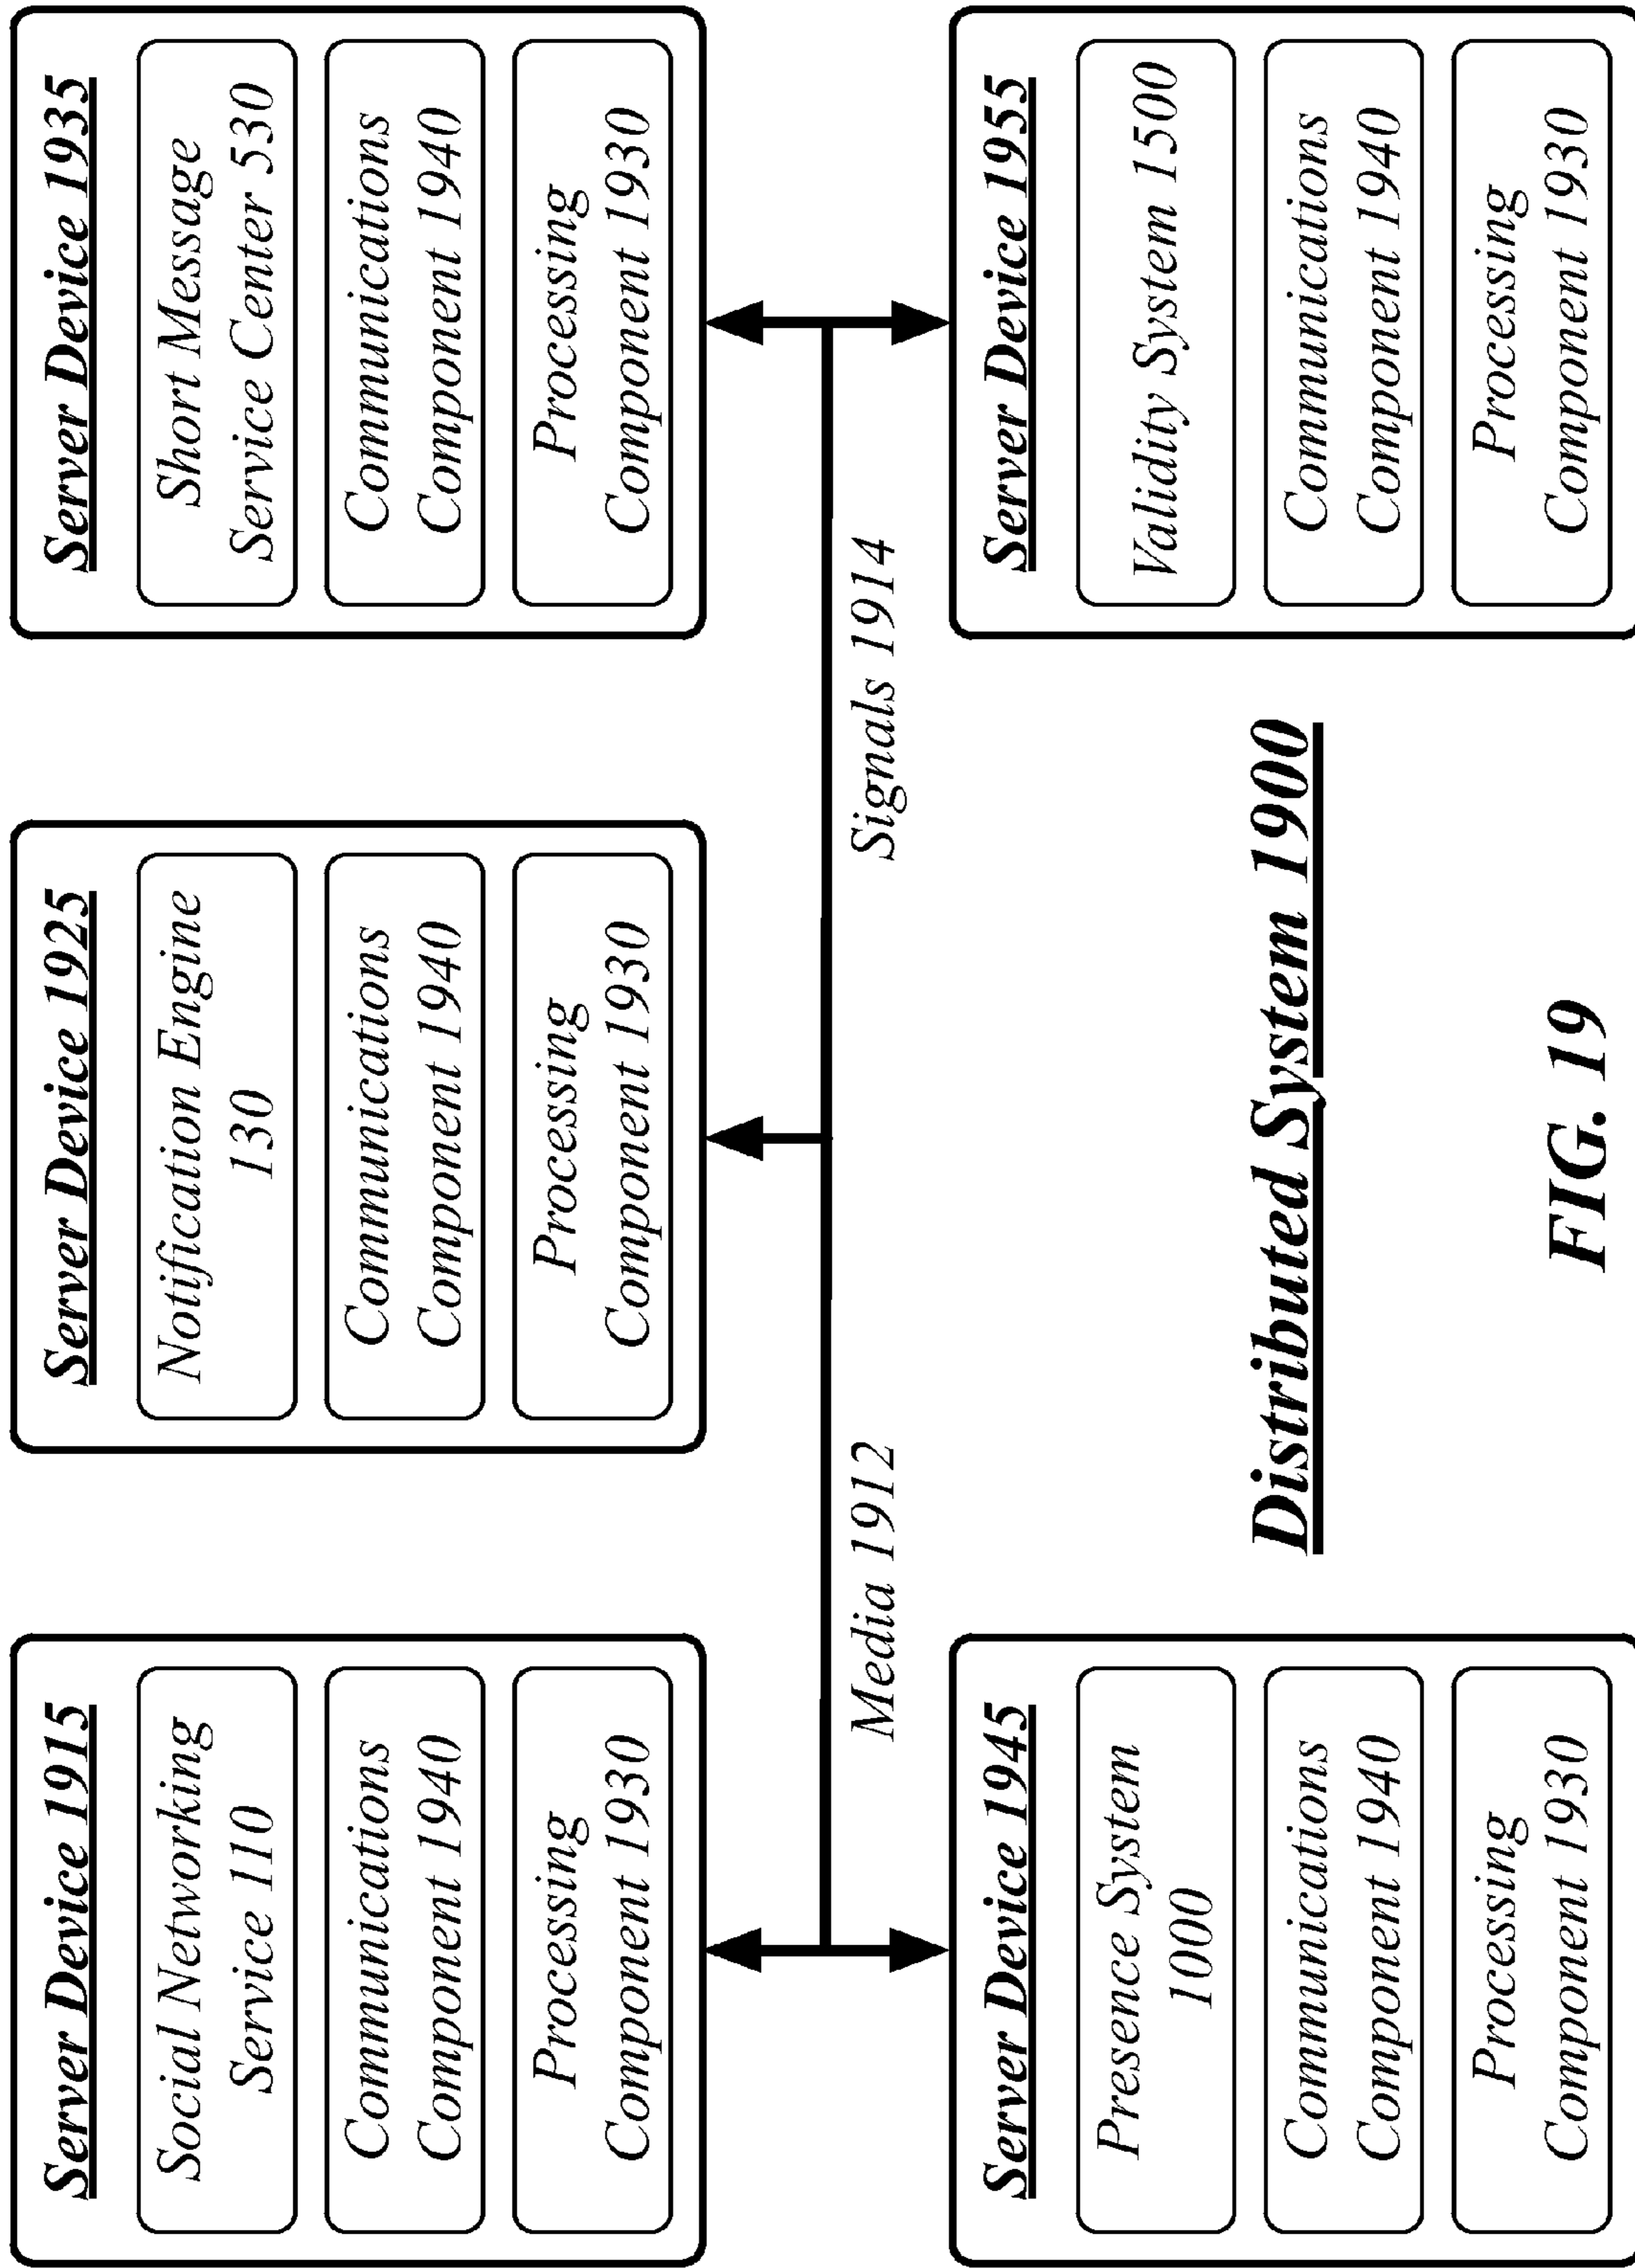 Server Device 1915
Social Networking
Service 110
Communications
Component 1940
Processing
Component 1930
Server Device 1925
Notification Engine
130
Communications
Component 1940
Processing
Component 1930
Server Device 1935
Short Message
Service Center 530
Communications
Component 1940
Processing
Component 1930
Media 1912
Signals 1914
Server Device 1945
Presence System
1000
Communications
Component 1940
Processing
Component 1930
Server Device 1955
Validity System 1500
Communications
Component 1940
Processing
Component 1930
Distributed System 1900
FIG. 19